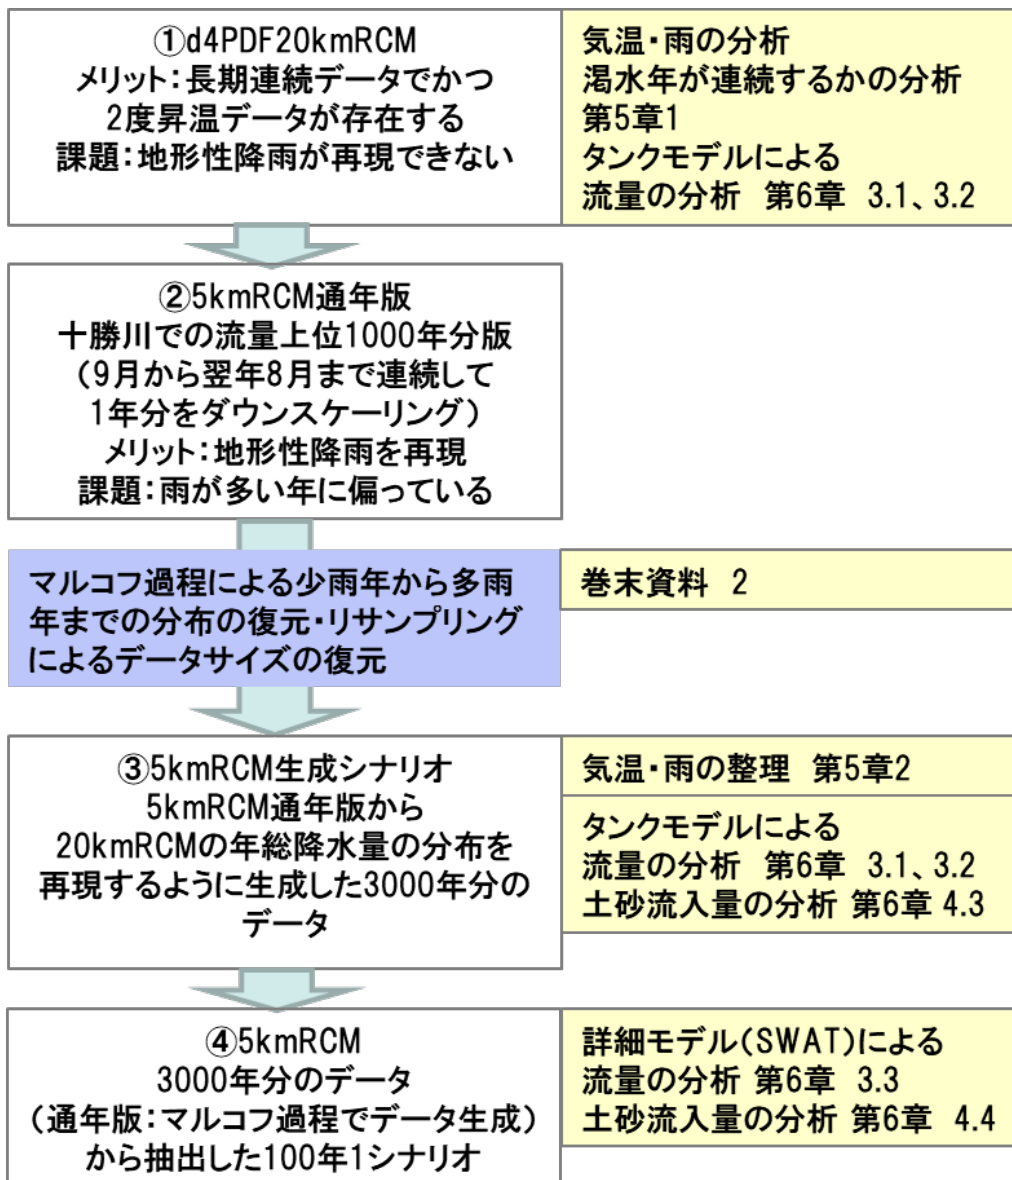 ①d4PDF20kmRCM
メリット：長期連続データでかつ
2度昇温データが存在する
課題：地形性降雨が再現できない
気温・雨の分析
渇水年が連続するかの分析
第5章1
タンクモデルによる
流量の分析　第6章　3.1、3.2
②5kmRCM通年版
十勝川での流量上位1000年分版
（9月から翌年8月まで連続して
1年分をダウンスケーリング）
メリット：地形性降雨を再現
課題：雨が多い年に偏っている
マルコフ過程による少雨年から多雨
年までの分布の復元・リサンプリング
によるデータサイズの復元
巻末資料　2
③5kmRCM生成シナリオ
5kmRCM通年版から
20kmRCMの年総降水量の分布を
再現するように生成した3000年分の
データ
気温・雨の整理　第5章2
タンクモデルによる
流量の分析　第6章　3.1、3.2
土砂流入量の分析 第6章 4.3
④5kmRCM
3000年分のデータ
（通年版：マルコフ過程でデータ生成）
から抽出した100年1シナリオ
詳細モデル（SWAT）による
流量の分析 第6章　3.3
土砂流入量の分析 第6章　4.4